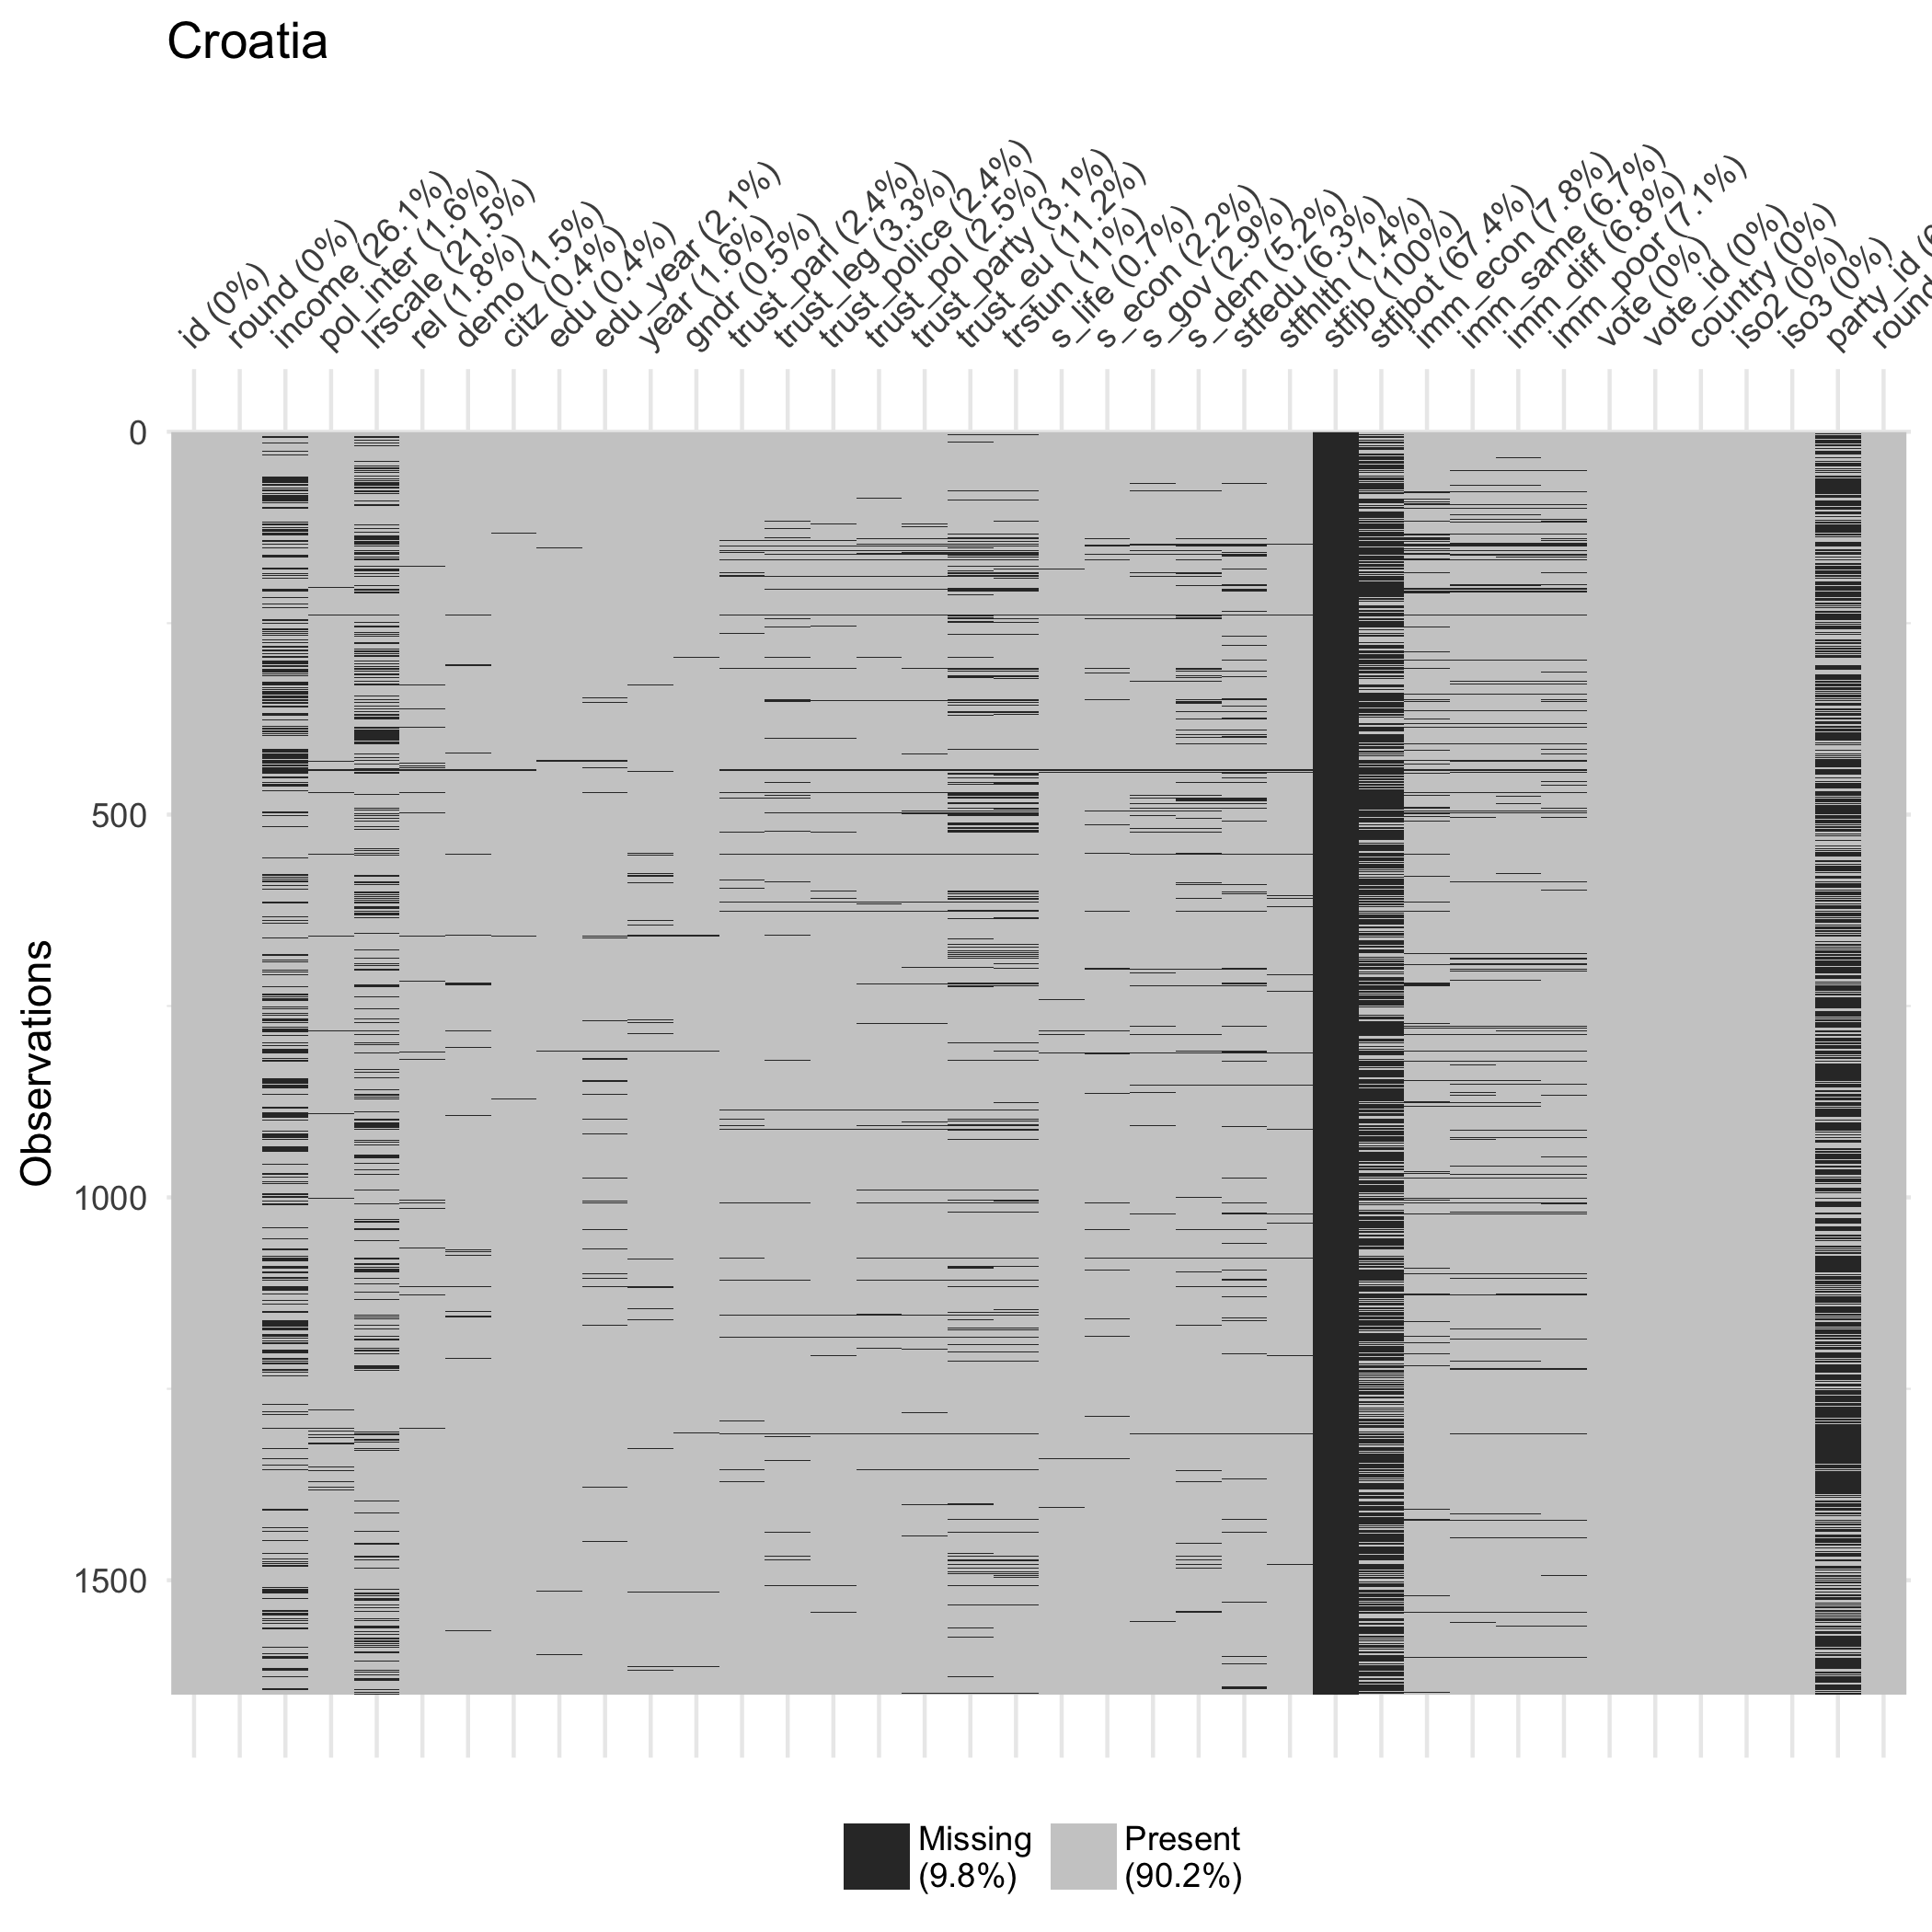 Croatia
id (0%)
round (0%)
income (26.1%)
pol_inter (1.6%)
lrscale (21.5%)
rel (1.8%)
demo (1.5%)
citz (0.4%)
edu (0.4%)
edu_year (2.1%)
year (1.6%)
gndr (0.5%)
trust_parl (2.4%)
trust_leg (3.3%)
trust_police (2.4%)
trust_pol (2.5%)
trust_party (3.1%)
trust_eu (11.2%)
trstun (11%)
s_life (0.7%)
s_econ (2.2%)
s_gov (2.9%)
s_dem (5.2%)
stfedu (6.3%)
stfhlth (1.4%)
stfjb (100%)
stfjbot (67.4%)
imm_econ (7.8%)
imm_same (6.7%)
imm_diff (6.8%)
imm_poor (7.1%)
vote (0%)
vote_id (0%)
country (0%)
iso2 (0%)
iso3 (0%)
party_id
round
0
500
1000
1500
Observations
Missing
(9.8%)
Present
(90.2%)